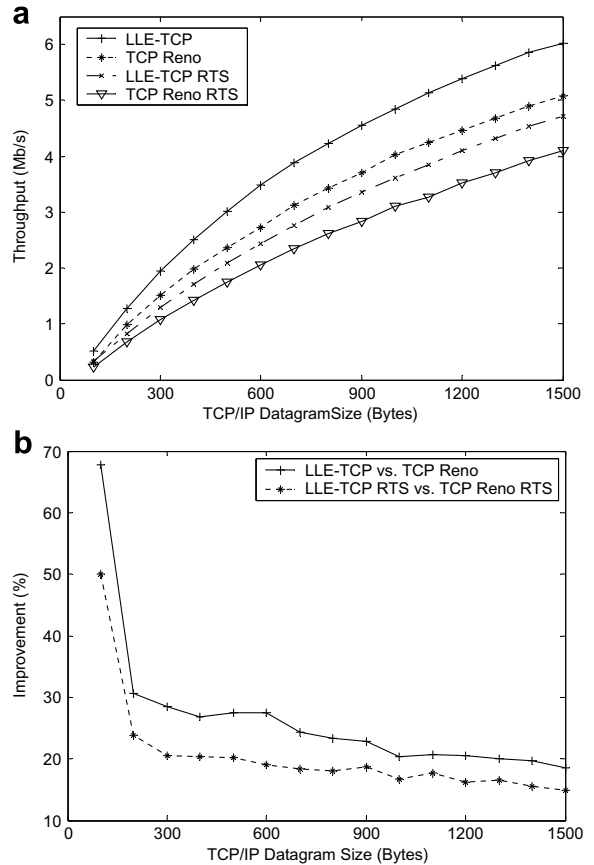 a
LLE-TCP
TCP Reno
LLE-TCP RTS
TCP Reno RTS
Throughput (Mb/s)
6
5
4
3
2
1
0
0 300 600 900 1200 1500
TCP/IP DatagramSize (Bytes)
b
LLE-TCP vs. TCP Reno
LLE-TCP RTS vs. TCP Reno RTS
Improvement (%)
70
60
50
40
30
20
10
0 300 600 900 1200 1500
TCP/IP Datagram Size (Bytes)